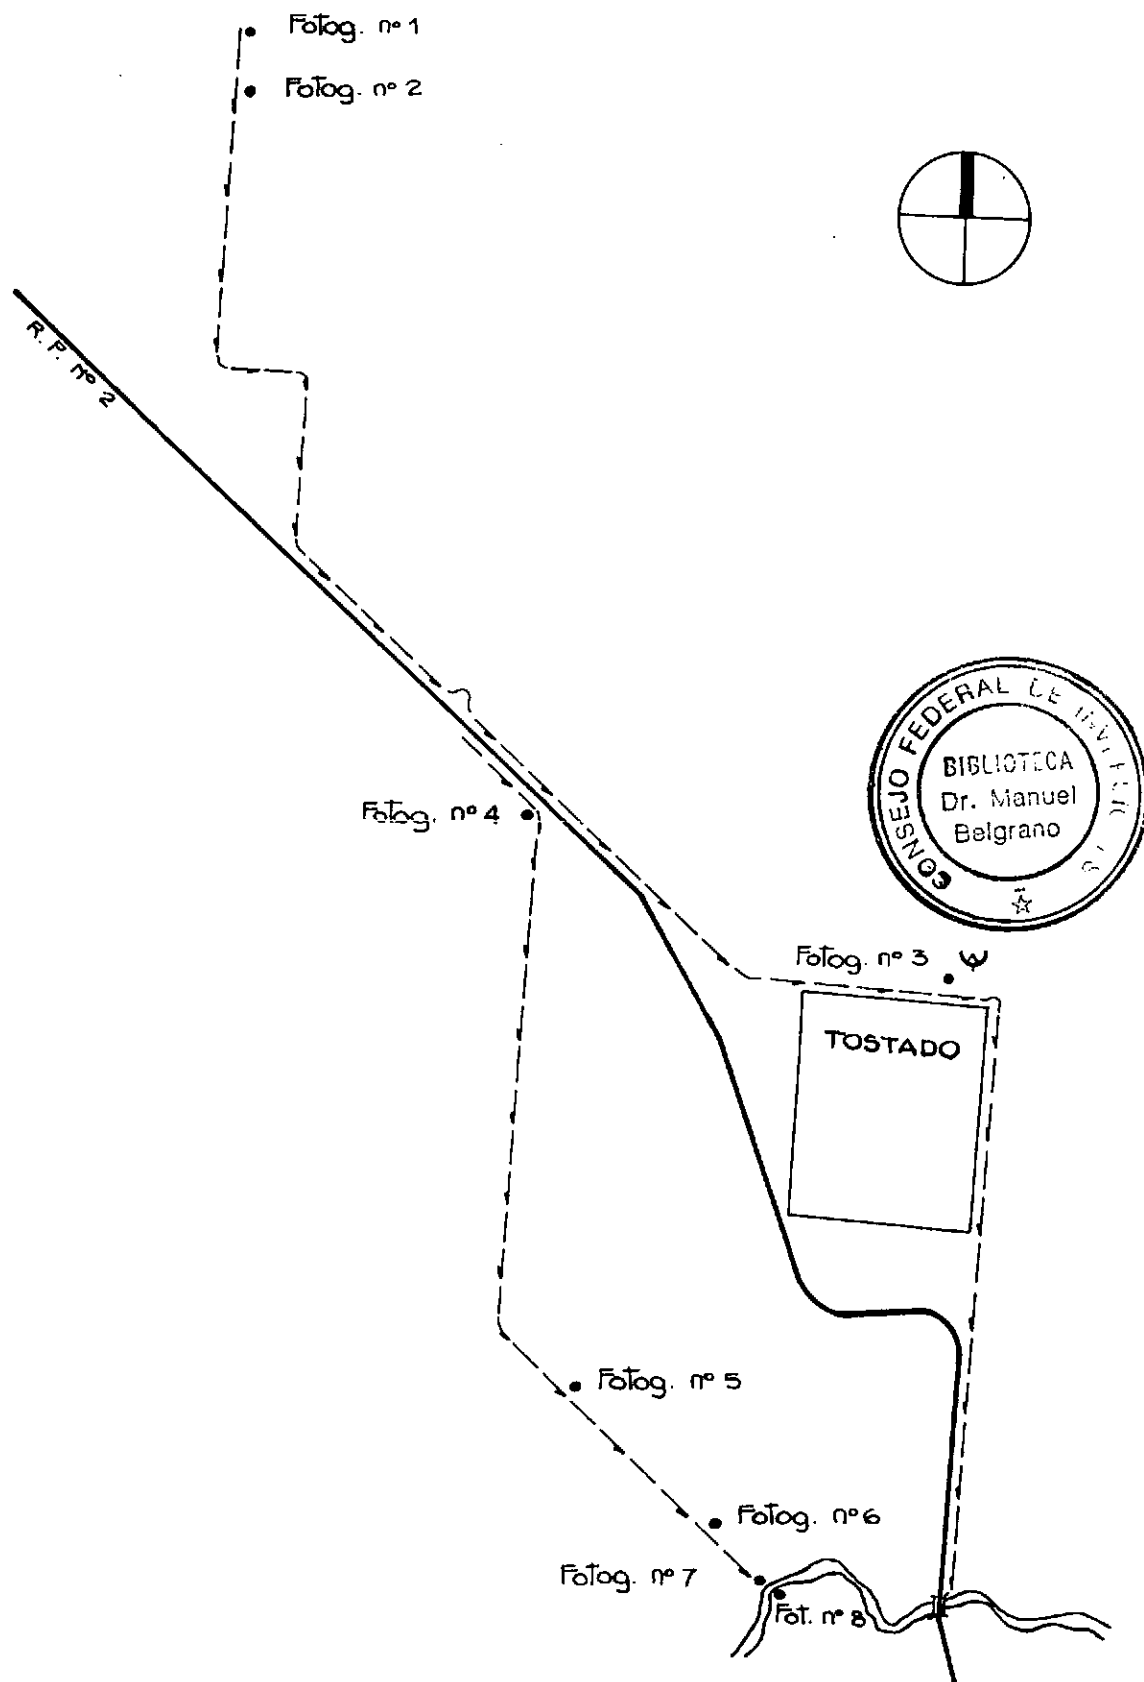 Fotog. nº 1
Fotog. nº 2
R. P. Nº 2
CONSEJO FEDERAL DE
BIBLIOTECA
Dr. Manuel
Belgrano
Fotog. nº 4
Fotog. nº 3
TOSTADO
Fotog. nº 5
Fotog. nº 6
Fotog. nº 7
Fot. nº 8